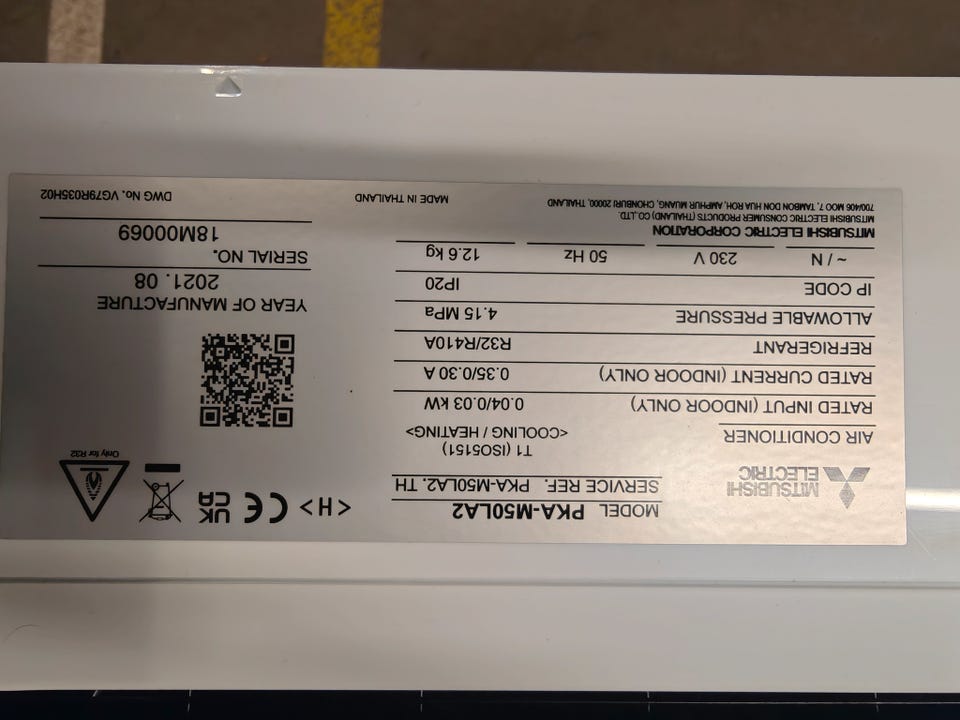 MITSUBISHI
ELECTRIC
MODEL PKA-M50LA2
SERVICE REF. PKA-M50LA2. TH
AIR CONDITIONER
T1 (ISO5151)
<COOLING / HEATING>
RATED INPUT (INDOOR ONLY) 0.04/0.03 kW
RATED CURRENT (INDOOR ONLY) 0.35/0.30 A
REFRIGERANT R32/R410A
ALLOWABLE PRESSURE 4.15 MPa
IP CODE IP20
~ / N 230 V 50 Hz 12.6 kg
MITSUBISHI ELECTRIC CORPORATION
MITSUBISHI ELECTRIC CONSUMER PRODUCTS (THAILAND) CO.,LTD.
700/406 MOO 7, TAMBON DON HUA ROH, AMPHUR MUANG, CHONBURI 20000, THAILAND
MADE IN THAILAND
<H> CE UK CA
Only for R32
YEAR OF MANUFACTURE
2021. 08
SERIAL NO.
18M00069
DWG No. VG79R035H02